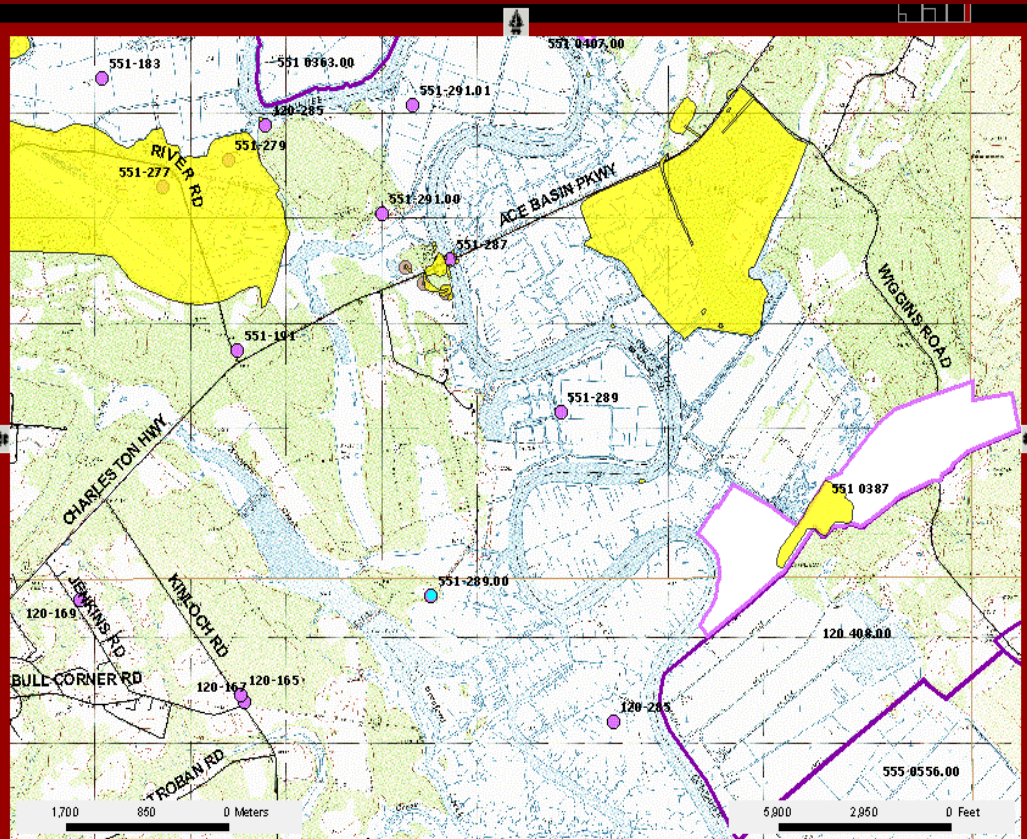 551 0407.00
551-183
551 0363.00
551-291.01
120-285
551-279
RIVER RD
551-277
ACE BASIN PKWY
551-291.00
551-287
WIGGINS ROAD
551-191
551-289
CHARLESTON HWY
551 0387
551-289.00
JENKINS RD
KINLOCH RD
120-169
120 408.00
BULL CORNER RD
120-167
120-165
120-285
TROBAN RD
555-0556.00
1,700 850 0 Meters
5,900 2,950 0 Feet